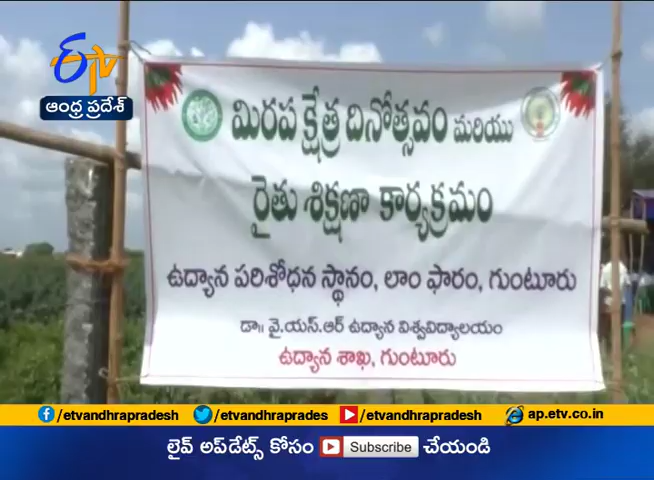 ETV
ఆంధ్ర ప్రదేశ్
మిరప క్షేత్ర దినోత్సవం మరియు
రైతు శిక్షణా కార్యక్రమం
ఉద్యాన పరిశోధన స్థానం, లాం ఫారం, గుంటూరు
డా॥ వై.యస్.ఆర్ ఉద్యాన విశ్వవిద్యాలయం
ఉద్యాన శాఖ, గుంటూరు
/etvandhrapradesh /etvandhraprades /etvandhrapradesh ap.etv.co.in
లైవ్ అప్‌డేట్స్ కోసం Subscribe చేయండి